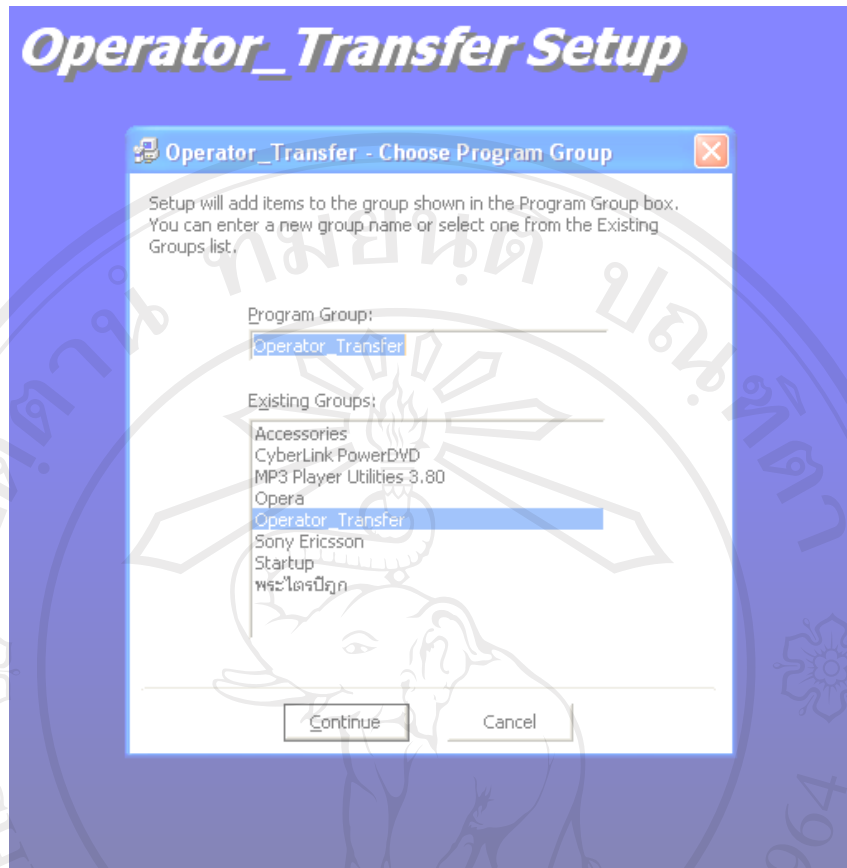 Operator_Transfer Setup
Operator_Transfer - Choose Program Group
Setup will add items to the group shown in the Program Group box.
You can enter a new group name or select one from the Existing
Groups list.
Program Group:
Operator_Transfer
Existing Groups:
Accessories
CyberLink PowerDVD
MP3 Player Utilities 3.80
Opera
Operator_Transfer
Sony Ericsson
Startup
พระไตรปิฎก
Continue
Cancel